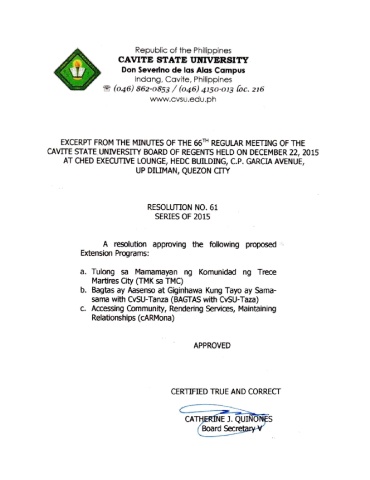 Republic of the Philippines
CAVITE STATE UNIVERSITY
Don Severino de las Alas Campus
Indang, Cavite, Philippines
☏ (046) 862-0853 / (046) 4150-013 loc. 216
www.cvsu.edu.ph
EXCERPT FROM THE MINUTES OF THE 66TH REGULAR MEETING OF THE
CAVITE STATE UNIVERSITY BOARD OF REGENTS HELD ON DECEMBER 22, 2015
AT CHED EXECUTIVE LOUNGE, HEDC BUILDING, C.P. GARCIA AVENUE,
UP DILIMAN, QUEZON CITY
RESOLUTION NO. 61
SERIES OF 2015
A resolution approving the following proposed
Extension Programs:
a. Tulong sa Mamamayan ng Komunidad ng Trece
Martires City (TMK sa TMC)
b. Bagtas ay Aasenso at Giginhawa Kung Tayo ay Sama-
sama with CvSU-Tanza (BAGTAS with CvSU-Taza)
c. Accessing Community, Rendering Services, Maintaining
Relationships (cARMona)
APPROVED
CERTIFIED TRUE AND CORRECT
CATHERINE J. QUIÑONES
Board Secretary V